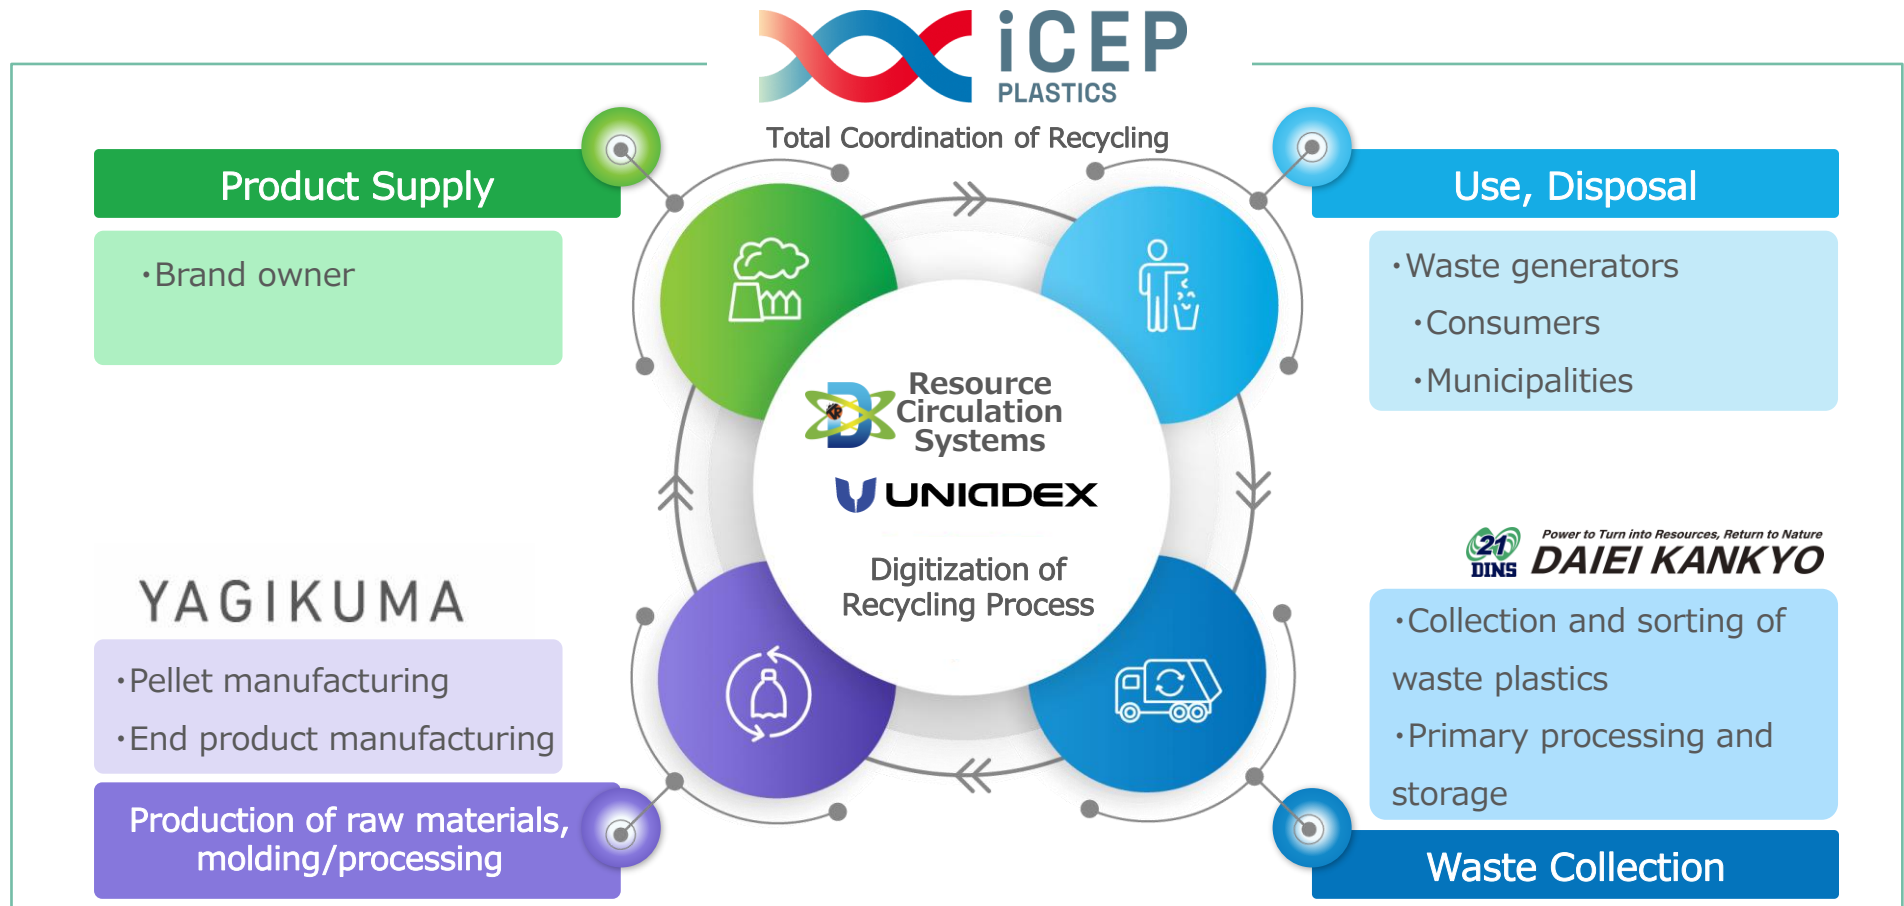 iCEP
PLASTICS
Total Coordination of Recycling
Product Supply
・Brand owner
Use, Disposal
・Waste generators
・Consumers
・Municipalities
D
Resource
Circulation
Systems
UNIADEX
Digitization of
Recycling Process
YAGIKUMA
・Pellet manufacturing
・End product manufacturing
Production of raw materials,
molding/processing
21
DINS
Power to Turn into Resources, Return to Nature
DAIEI KANKYO
・Collection and sorting of
waste plastics
・Primary processing and
storage
Waste Collection